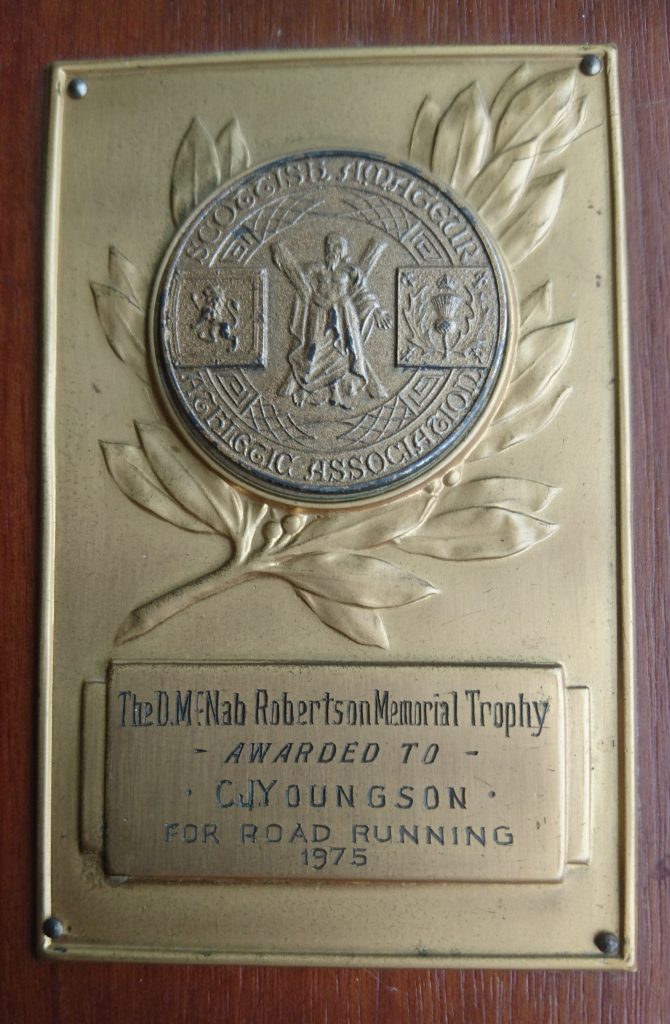 SCOTTISH AMATEUR
ATHLETIC ASSOCIATION
The D. McNab Robertson Memorial Trophy
- AWARDED TO -
· C.J. YOUNGSON ·
FOR ROAD RUNNING
1975